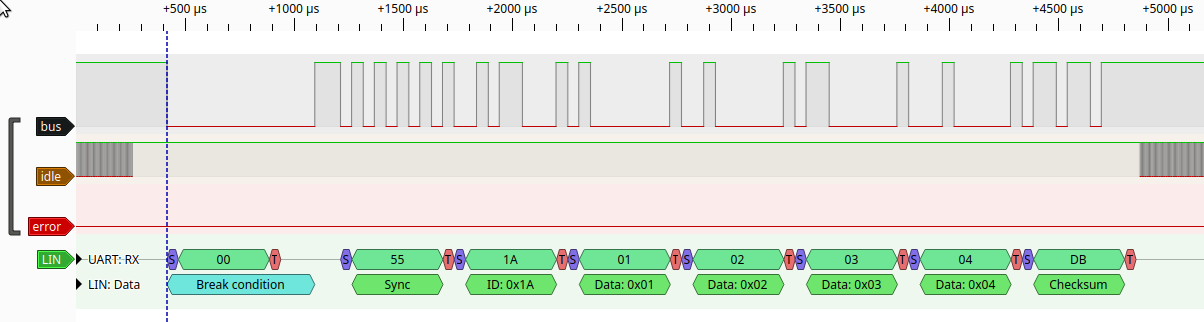 +500 µs +1000 µs +1500 µs +2000 µs +2500 µs +3000 µs +3500 µs +4000 µs +4500 µs +5000 µs
bus
idle
error
LIN UART: RX S 00 T S 55 T S 1A T S 01 T S 02 T S 03 T S 04 T S DB T
LIN: Data Break condition Sync ID: 0x1A Data: 0x01 Data: 0x02 Data: 0x03 Data: 0x04 Checksum